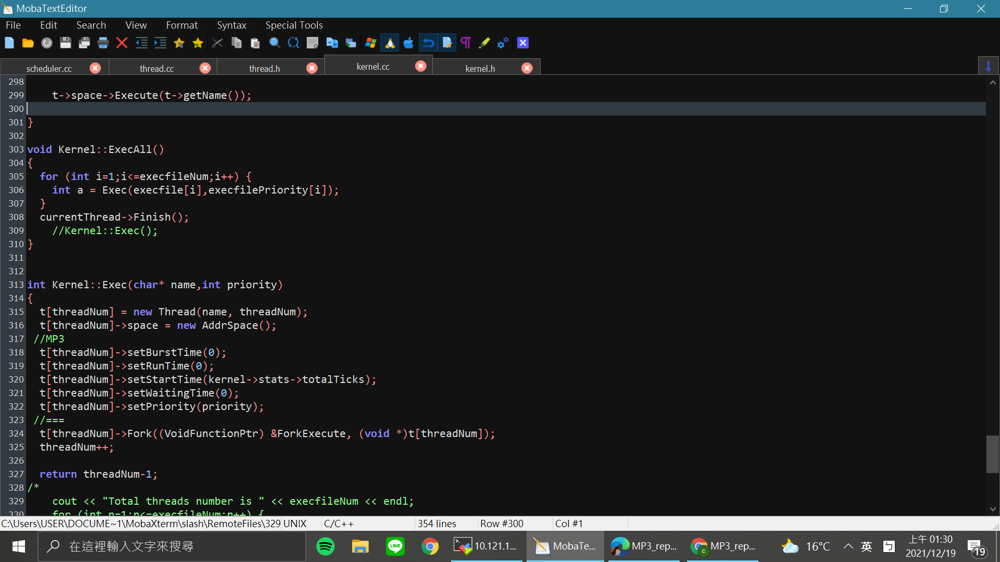 MobaTextEditor
File Edit Search View Format Syntax Special Tools
scheduler.cc thread.cc thread.h kernel.cc kernel.h
298
299 t->space->Execute(t->getName());
300
301 }
302
303 void Kernel::ExecAll()
304 {
305 for (int i=1;i<=execfileNum;i++) {
306 int a = Exec(execfile[i],execfilePriority[i]);
307 }
308 currentThread->Finish();
309 //Kernel::Exec();
310 }
311
312
313 int Kernel::Exec(char* name,int priority)
314 {
315 t[threadNum] = new Thread(name, threadNum);
316 t[threadNum]->space = new AddrSpace();
317 //MP3
318 t[threadNum]->setBurstTime(0);
319 t[threadNum]->setRunTime(0);
320 t[threadNum]->setStartTime(kernel->stats->totalTicks);
321 t[threadNum]->setWaitingTime(0);
322 t[threadNum]->setPriority(priority);
323 //===
324 t[threadNum]->Fork((VoidFunctionPtr) &ForkExecute, (void *)t[threadNum]);
325 threadNum++;
326
327 return threadNum-1;
328 /*
329 cout << "Total threads number is " << execfileNum << endl;
330 for (int n=1;n<=execfileNum;n++) {
C:\Users\USER\DOCUME~1\MobaXterm\slash\RemoteFiles\329 UNIX C/C++ 354 lines Row #300 Col #1
在這裡輸入文字來搜尋 LINE 10.121.1... MobaTe... MP3_rep... C MP3_rep... 16°C 英 ㄅ 上午 01:30
2021/12/19 19